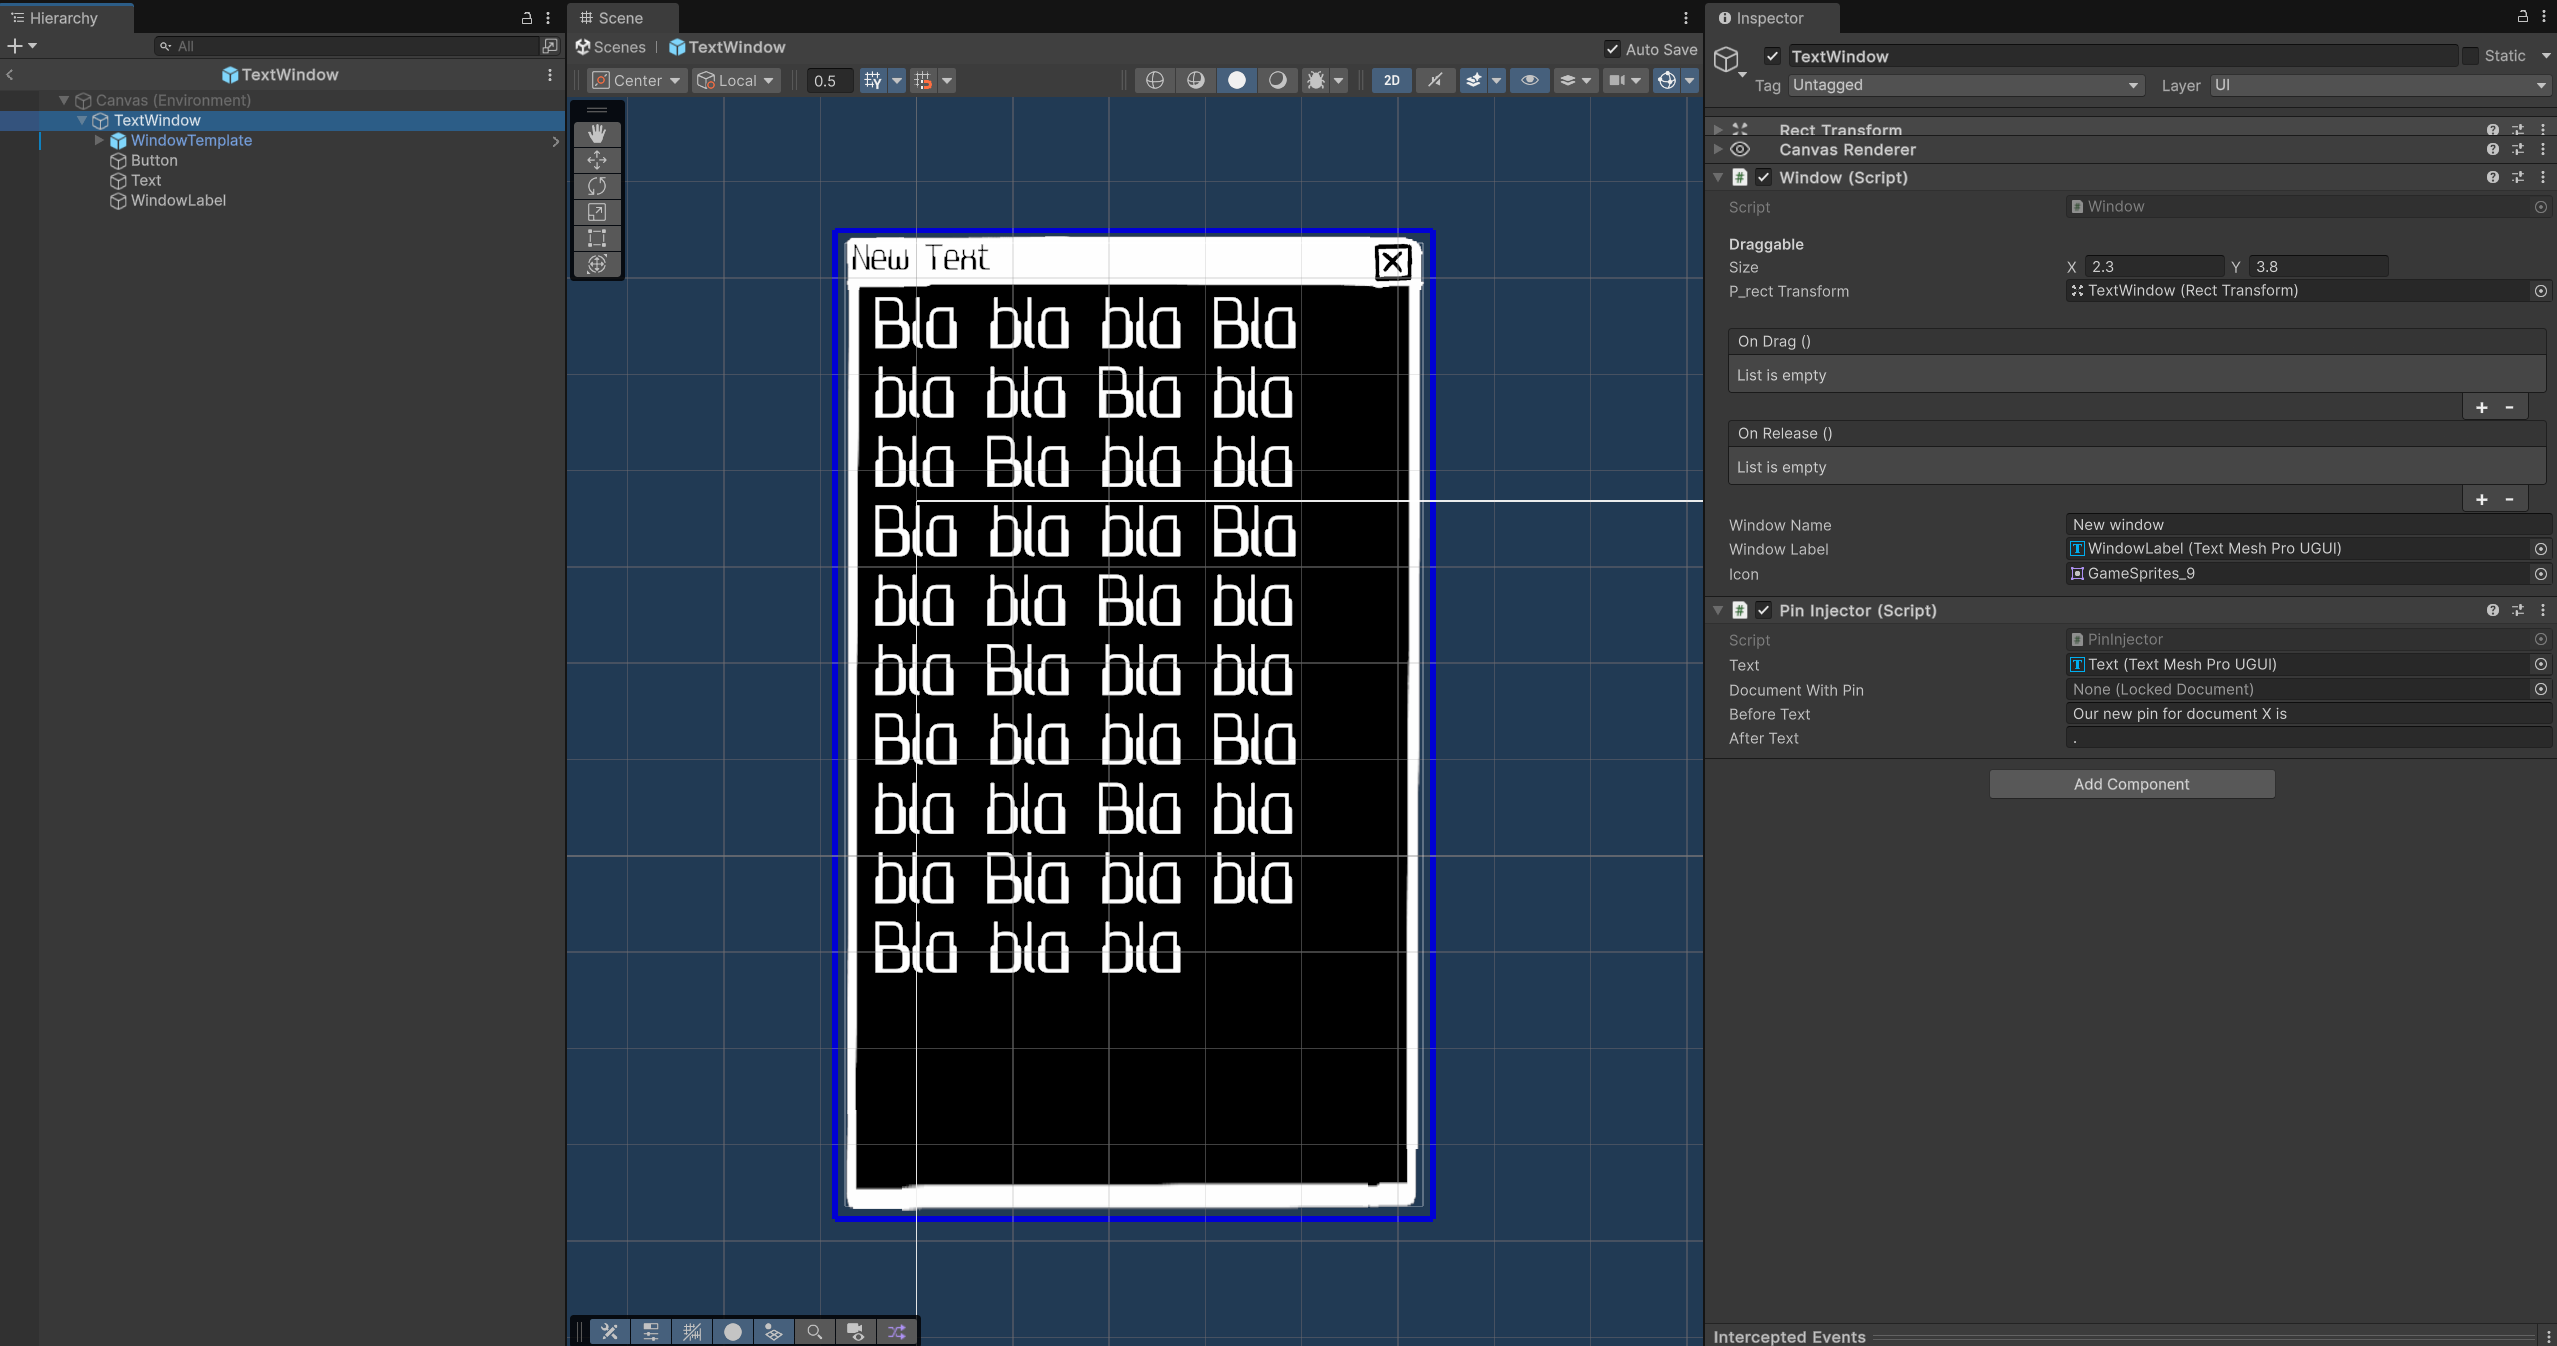 Hierarchy
All
TextWindow
Canvas (Environment)
TextWindow
WindowTemplate
Button
Text
WindowLabel
Scene
Scenes | TextWindow
Auto Save
Center
Local
0.5
2D
New Text
Bla bla bla Bla
bla bla Bla bla
bla Bla bla bla
Bla bla bla Bla
bla bla Bla bla
bla Bla bla bla
Bla bla bla Bla
bla bla Bla bla
bla Bla bla bla
Bla bla bla
Inspector
TextWindow
Static
Tag Untagged Layer UI
Rect Transform
Canvas Renderer
Window (Script)
Script Window
Draggable
Size X 2.3 Y 3.8
P_rect Transform TextWindow (Rect Transform)
On Drag ()
List is empty
+ -
On Release ()
List is empty
+ -
Window Name New window
Window Label WindowLabel (Text Mesh Pro UGUI)
Icon GameSprites_9
Pin Injector (Script)
Script PinInjector
Text Text (Text Mesh Pro UGUI)
Document With Pin None (Locked Document)
Before Text Our new pin for document X is
After Text .
Add Component
Intercepted Events